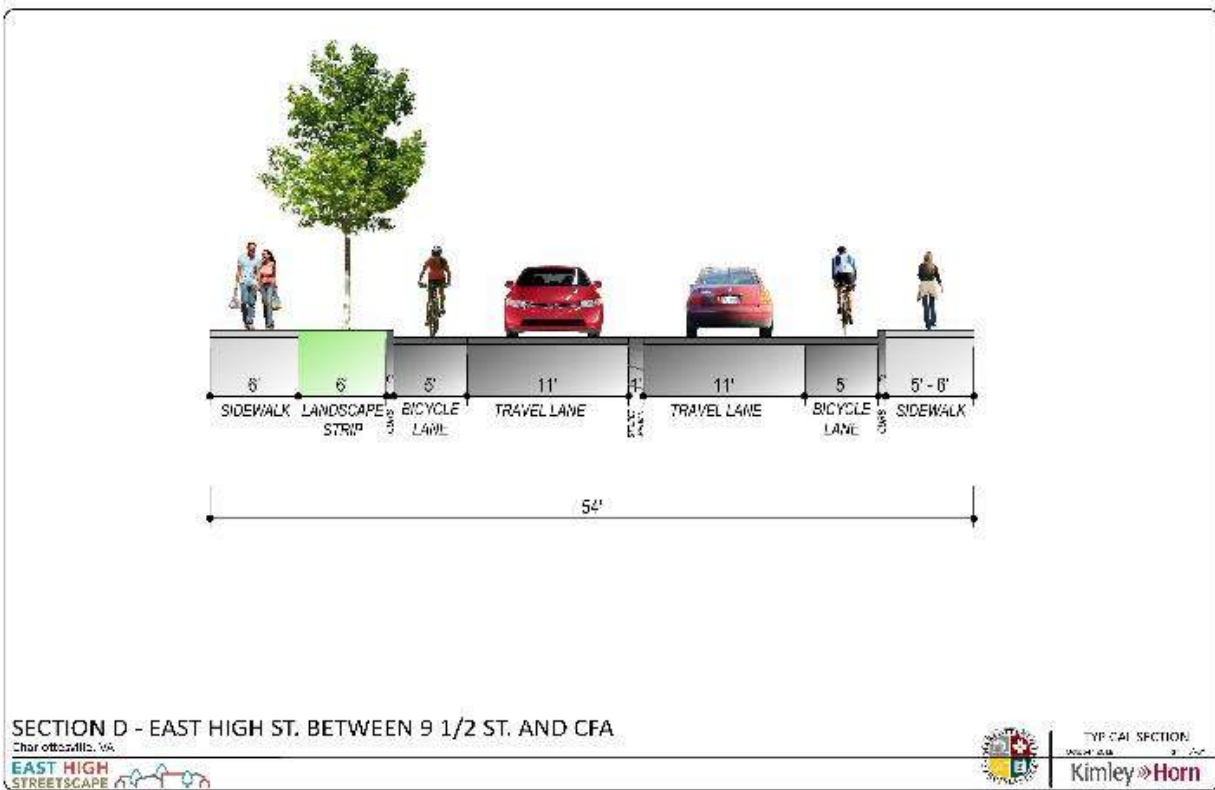 6' 6' 5' 11' 1' 11' 5' 5' - 6'
SIDEWALK LANDSCAPE STRIP CURB BICYCLE LANE TRAVEL LANE TRAVEL LANE BICYCLE LANE CURB SIDEWALK
54'
SECTION D - EAST HIGH ST. BETWEEN 9 1/2 ST. AND CFA
Charlottesville, VA
EAST HIGH
STREETSCAPE
TYPICAL SECTION
Kimley»Horn